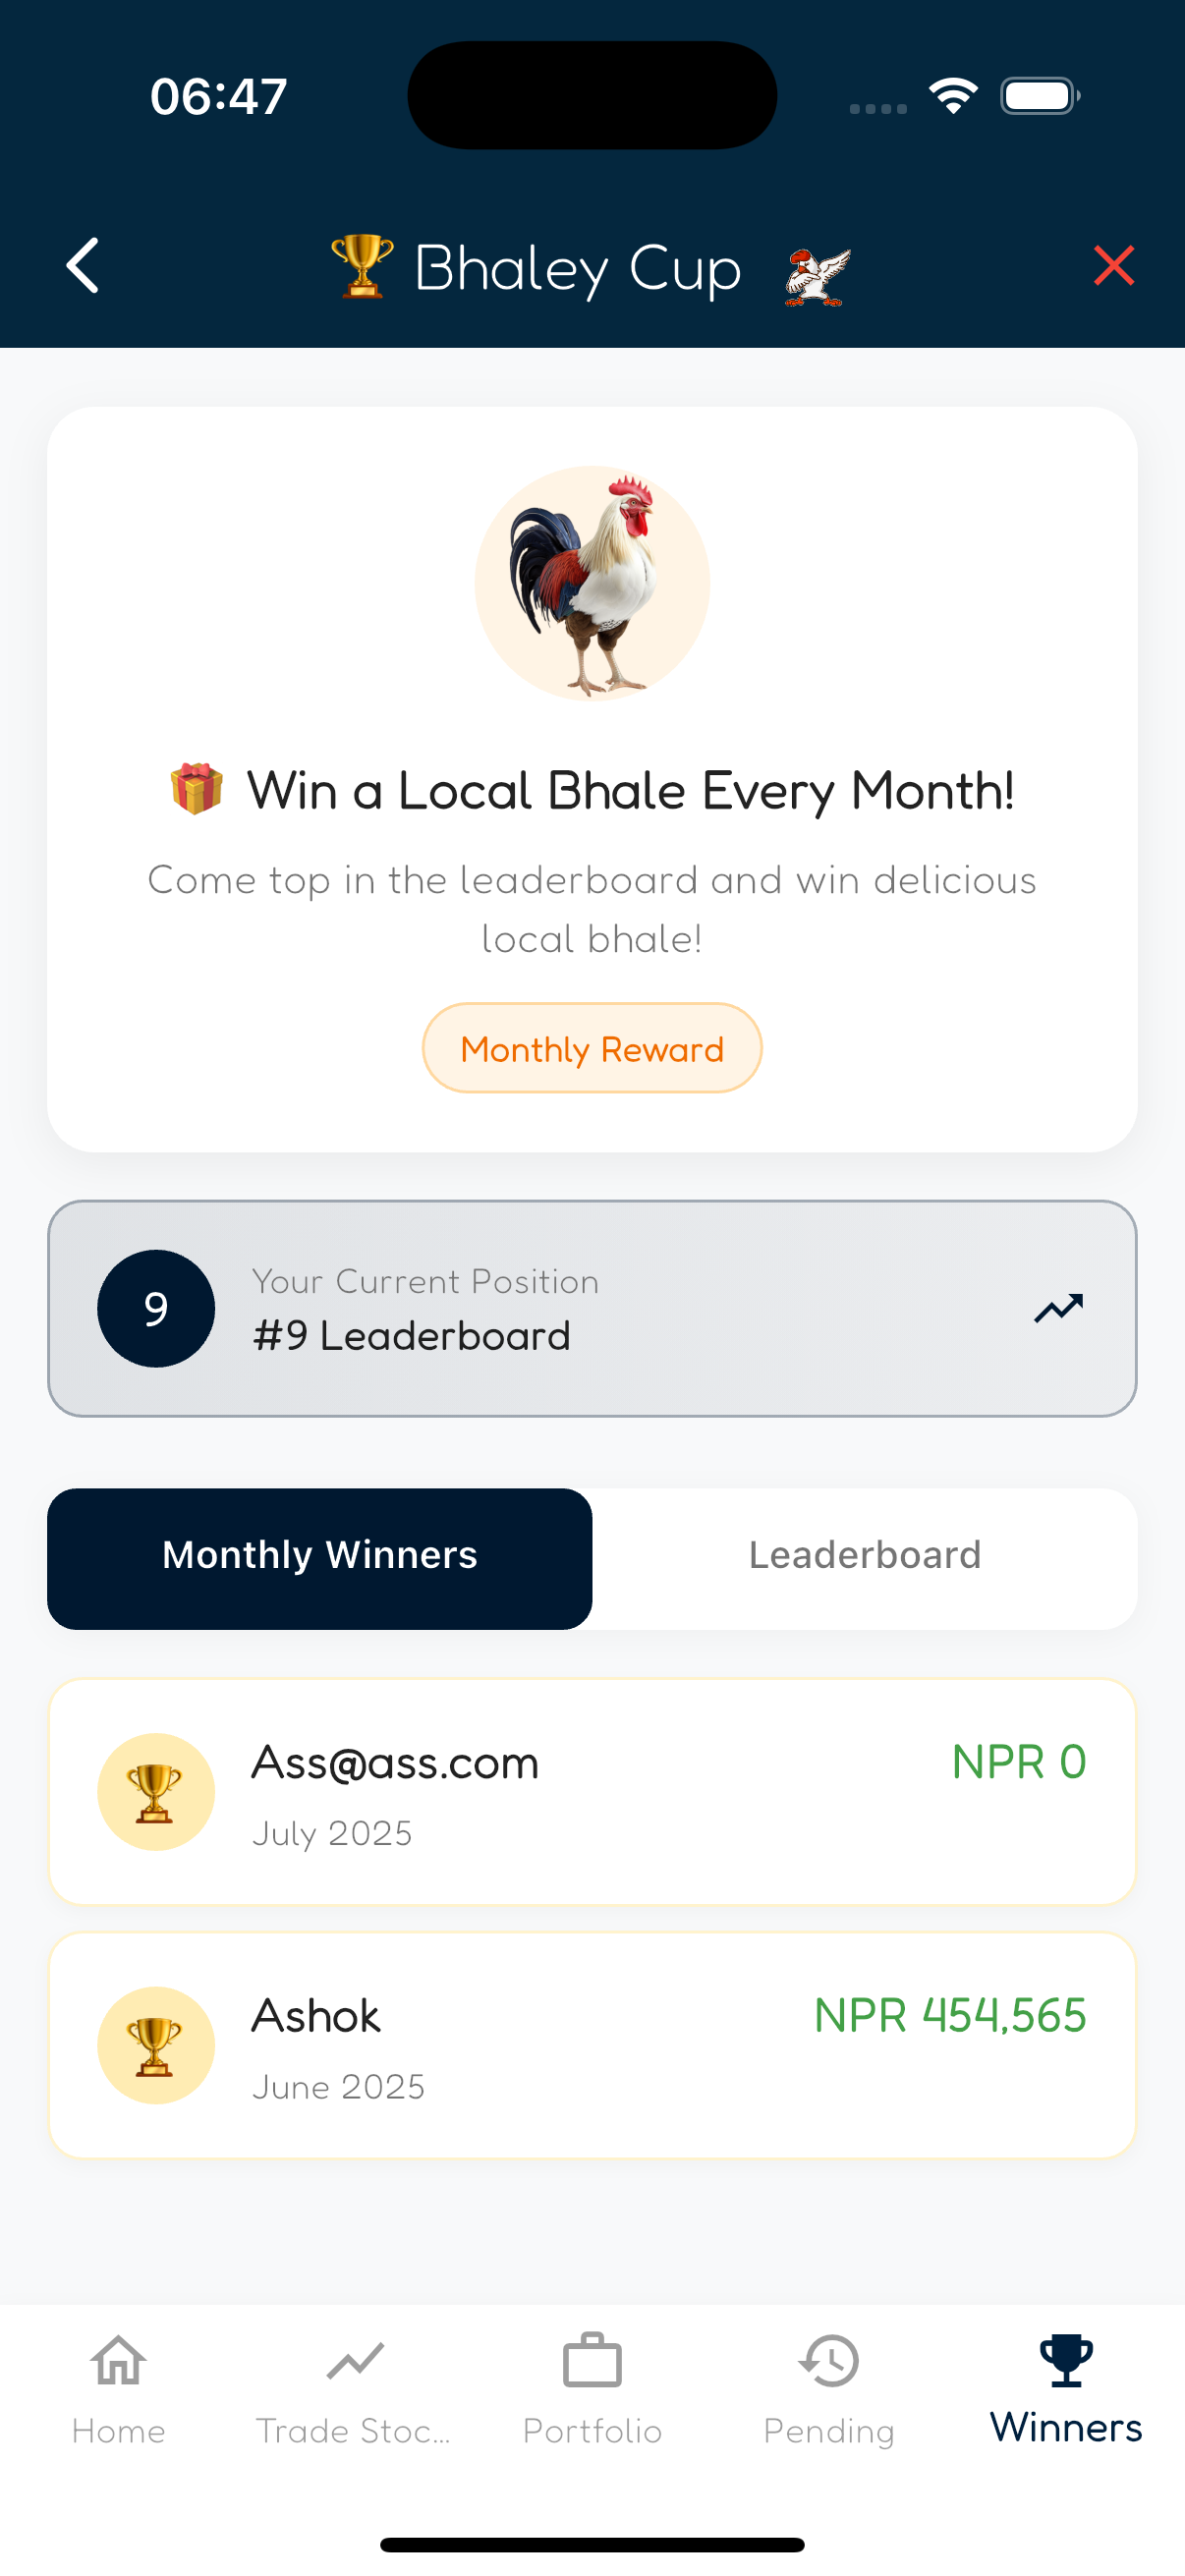 06:47
🏆 Bhaley Cup
🎁 Win a Local Bhale Every Month!
Come top in the leaderboard and win delicious
local bhale!
Monthly Reward
9
Your Current Position
#9 Leaderboard
Monthly Winners
Leaderboard
Ass@ass.com
NPR 0
July 2025
Ashok
NPR 454,565
June 2025
Home
Trade Stoc...
Portfolio
Pending
Winners